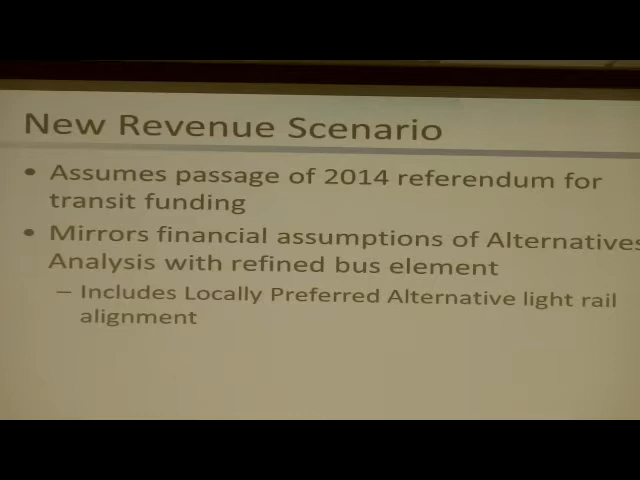 New Revenue Scenario
• Assumes passage of 2014 referendum for
transit funding
• Mirrors financial assumptions of Alternatives
Analysis with refined bus element
– Includes Locally Preferred Alternative light rail
alignment